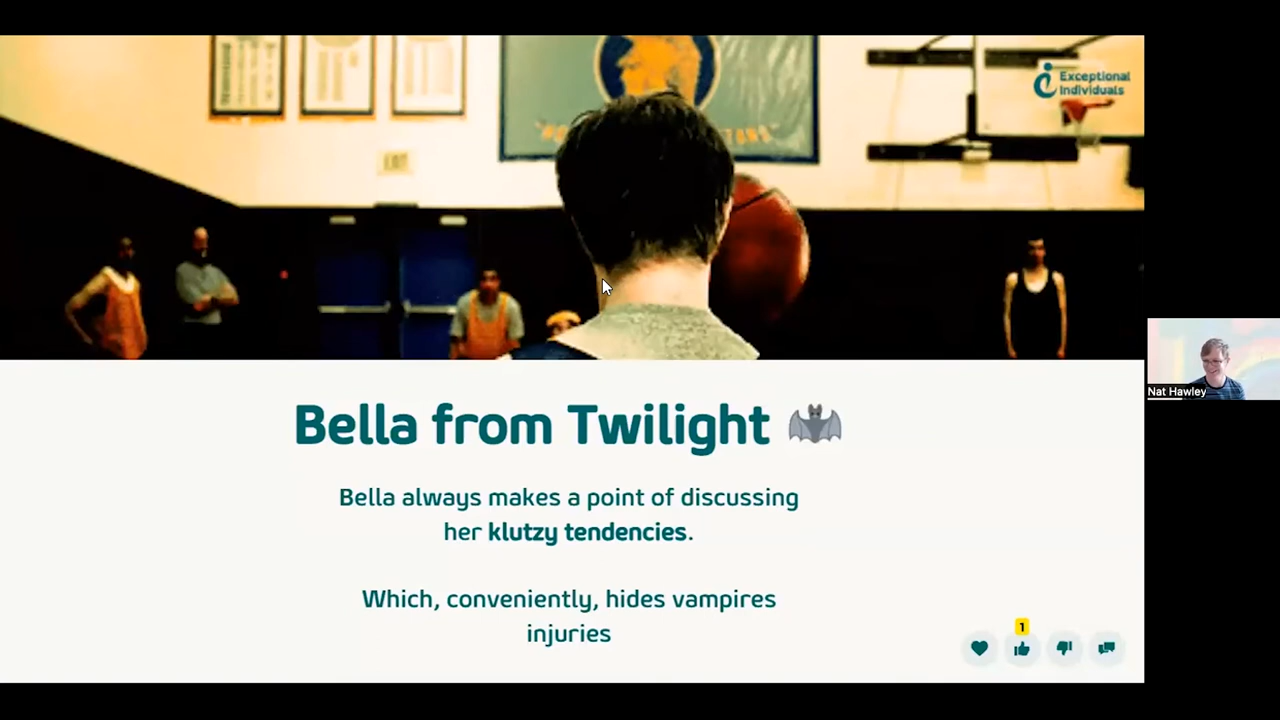 Exceptional
Individuals
EXIT
Bella from Twilight
Bella always makes a point of discussing
her klutzy tendencies.
Which, conveniently, hides vampires
injuries
1
Nat Hawley